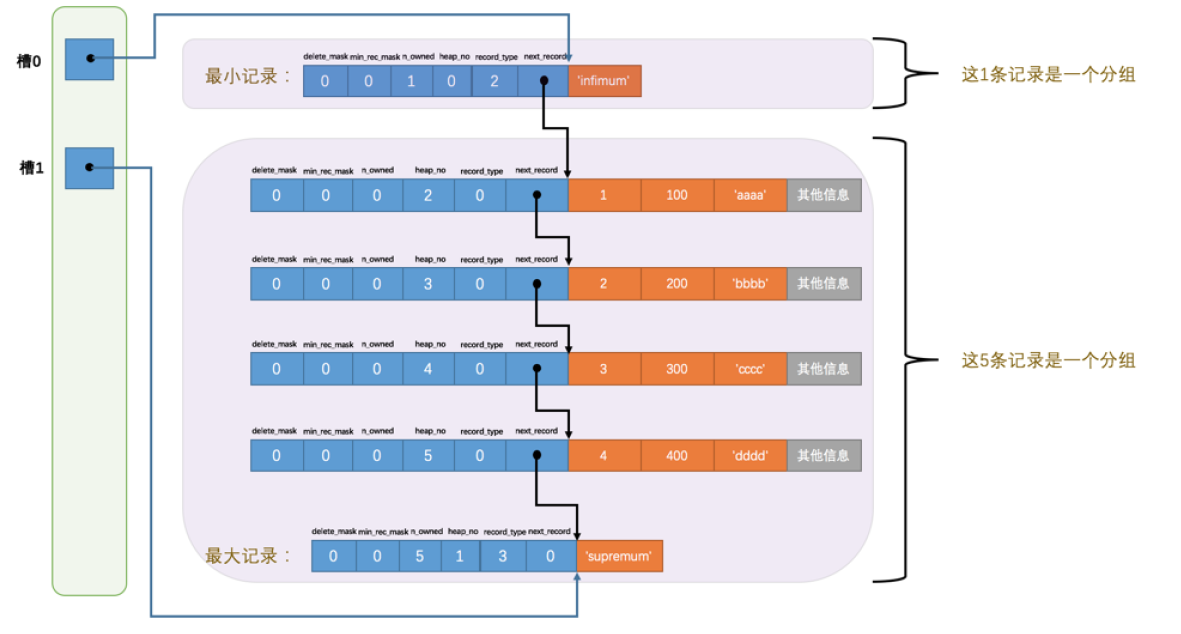 槽0
delete_mask min_rec_mask n_owned heap_no record_type next_record
最小记录： 0 0 1 0 2 'infimum'
这1条记录是一个分组
槽1
delete_mask min_rec_mask n_owned heap_no record_type next_record
0 0 0 2 0 1 100 'aaaa' 其他信息
delete_mask min_rec_mask n_owned heap_no record_type next_record
0 0 0 3 0 2 200 'bbbb' 其他信息
delete_mask min_rec_mask n_owned heap_no record_type next_record
0 0 0 4 0 3 300 'cccc' 其他信息
这5条记录是一个分组
delete_mask min_rec_mask n_owned heap_no record_type next_record
0 0 0 5 0 4 400 'dddd' 其他信息
delete_mask min_rec_mask n_owned heap_no record_type next_record
最大记录： 0 0 5 1 3 0 'supremum'